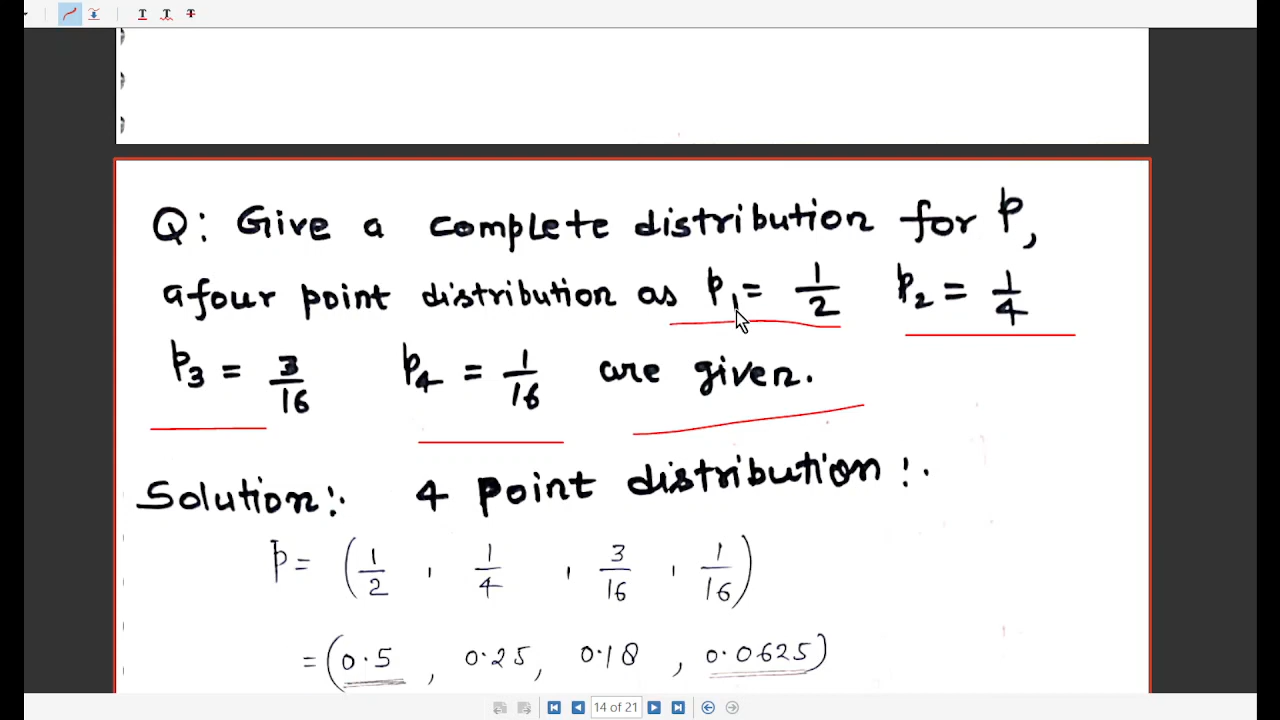 Q: Give a complete distribution for p,
a four point distribution as p₁ = 1/2 p₂ = 1/4
p₃ = 3/16 p₄ = 1/16 are given.
Solution:. 4 point distribution:.
p = (1/2 , 1/4 , 3/16 , 1/16)
= (0.5 , 0.25, 0.18 , 0.0625)
14 of 21